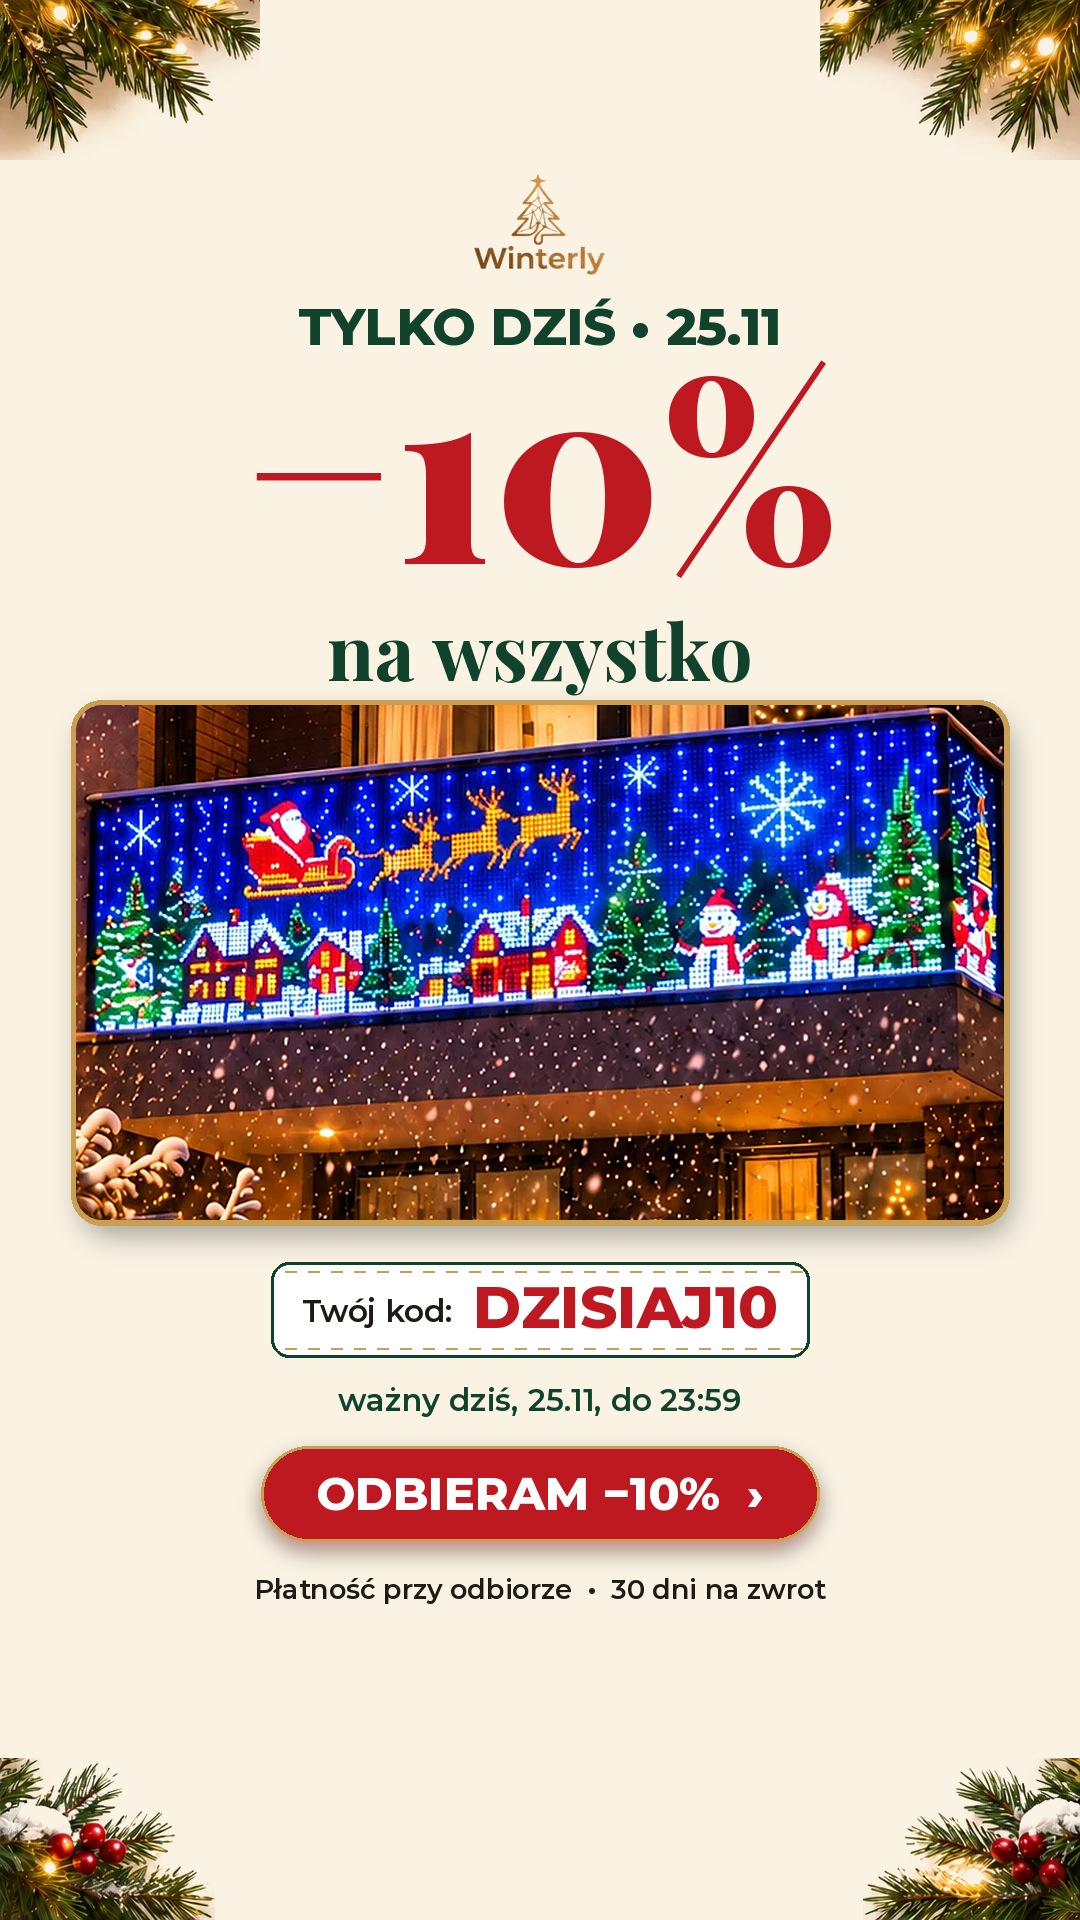 Winterly
TYLKO DZIŚ • 25.11
−10%
na wszystko
Twój kod: DZISIAJ10
ważny dziś, 25.11, do 23:59
ODBIERAM −10% ›
Płatność przy odbiorze • 30 dni na zwrot